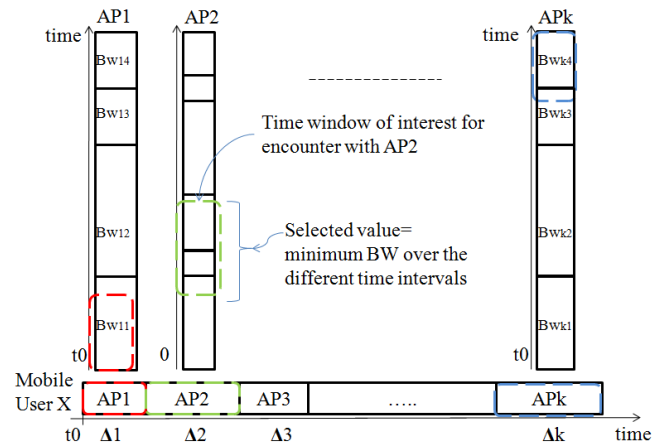 AP1 AP2 APk
time time
Bw14 Bwk4
Bw13 Bwk3
Time window of interest for
encounter with AP2
Bw12 Bwk2
Selected value=
minimum BW over the
different time intervals
Bw11 Bwk1
t0 0 t0
Mobile
User X
AP1 AP2 AP3 ..... APk
t0 Δ1 Δ2 Δ3 Δk time